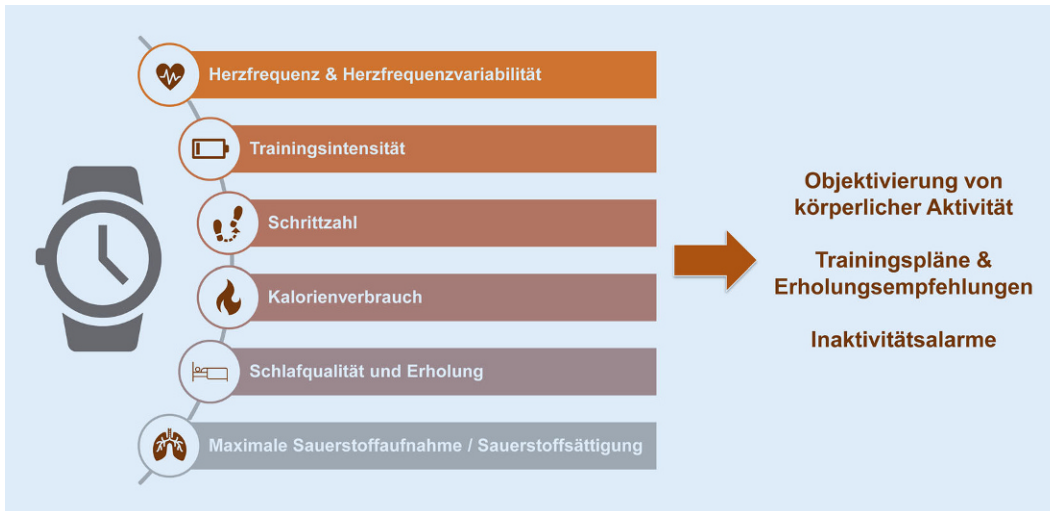 Herzfrequenz & Herzfrequenzvariabilität
Trainingsintensität
Schrittzahl
Kalorienverbrauch
Schlafqualität und Erholung
Maximale Sauerstoffaufnahme / Sauerstoffsättigung
Objektivierung von
körperlicher Aktivität
Trainingspläne &
Erholungsempfehlungen
Inaktivitätsalarme